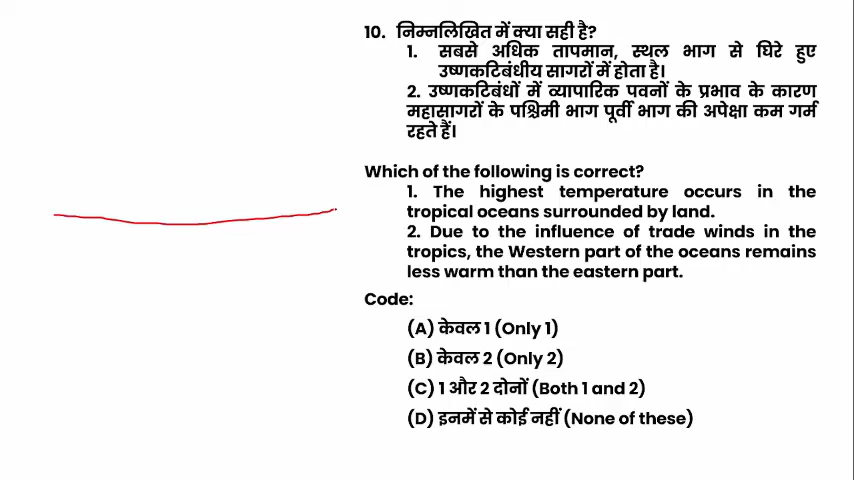 10. निम्नलिखित में क्या सही है?
1. सबसे अधिक तापमान, स्थल भाग से घिरे हुए
उष्णकटिबंधीय सागरों में होता है।
2. उष्णकटिबंधों में व्यापारिक पवनों के प्रभाव के कारण
महासागरों के पश्चिमी भाग पूर्वी भाग की अपेक्षा कम गर्म
रहते हैं।
Which of the following is correct?
1. The highest temperature occurs in the
tropical oceans surrounded by land.
2. Due to the influence of trade winds in the
tropics, the Western part of the oceans remains
less warm than the eastern part.
Code:
(A) केवल 1 (Only 1)
(B) केवल 2 (Only 2)
(C) 1 और 2 दोनों (Both 1 and 2)
(D) इनमें से कोई नहीं (None of these)